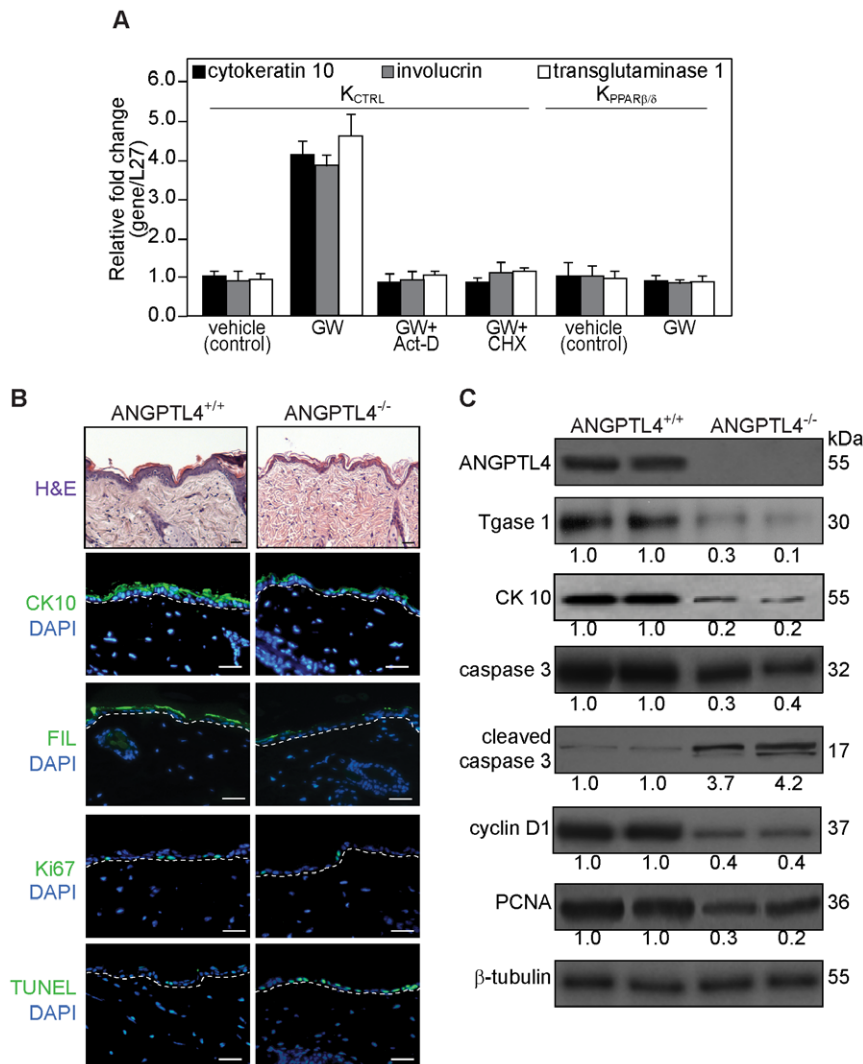 A
cytokeratin 10 involucrin transglutaminase 1
K_CTRL K_PPARβ/δ
Relative fold change
(gene/L27)
6.0
5.0
4.0
3.0
2.0
1.0
0.0
vehicle
(control)
GW
GW+
Act-D
GW+
CHX
vehicle
(control)
GW
B
ANGPTL4+/+ ANGPTL4-/-
H&E
CK10
DAPI
FIL
DAPI
Ki67
DAPI
TUNEL
DAPI
C
ANGPTL4+/+ ANGPTL4-/-
kDa
ANGPTL4 55
Tgase 1 30
1.0 1.0 0.3 0.1
CK 10 55
1.0 1.0 0.2 0.2
caspase 3 32
1.0 1.0 0.3 0.4
cleaved
caspase 3 17
1.0 1.0 3.7 4.2
cyclin D1 37
1.0 1.0 0.4 0.4
PCNA 36
1.0 1.0 0.3 0.2
β-tubulin 55